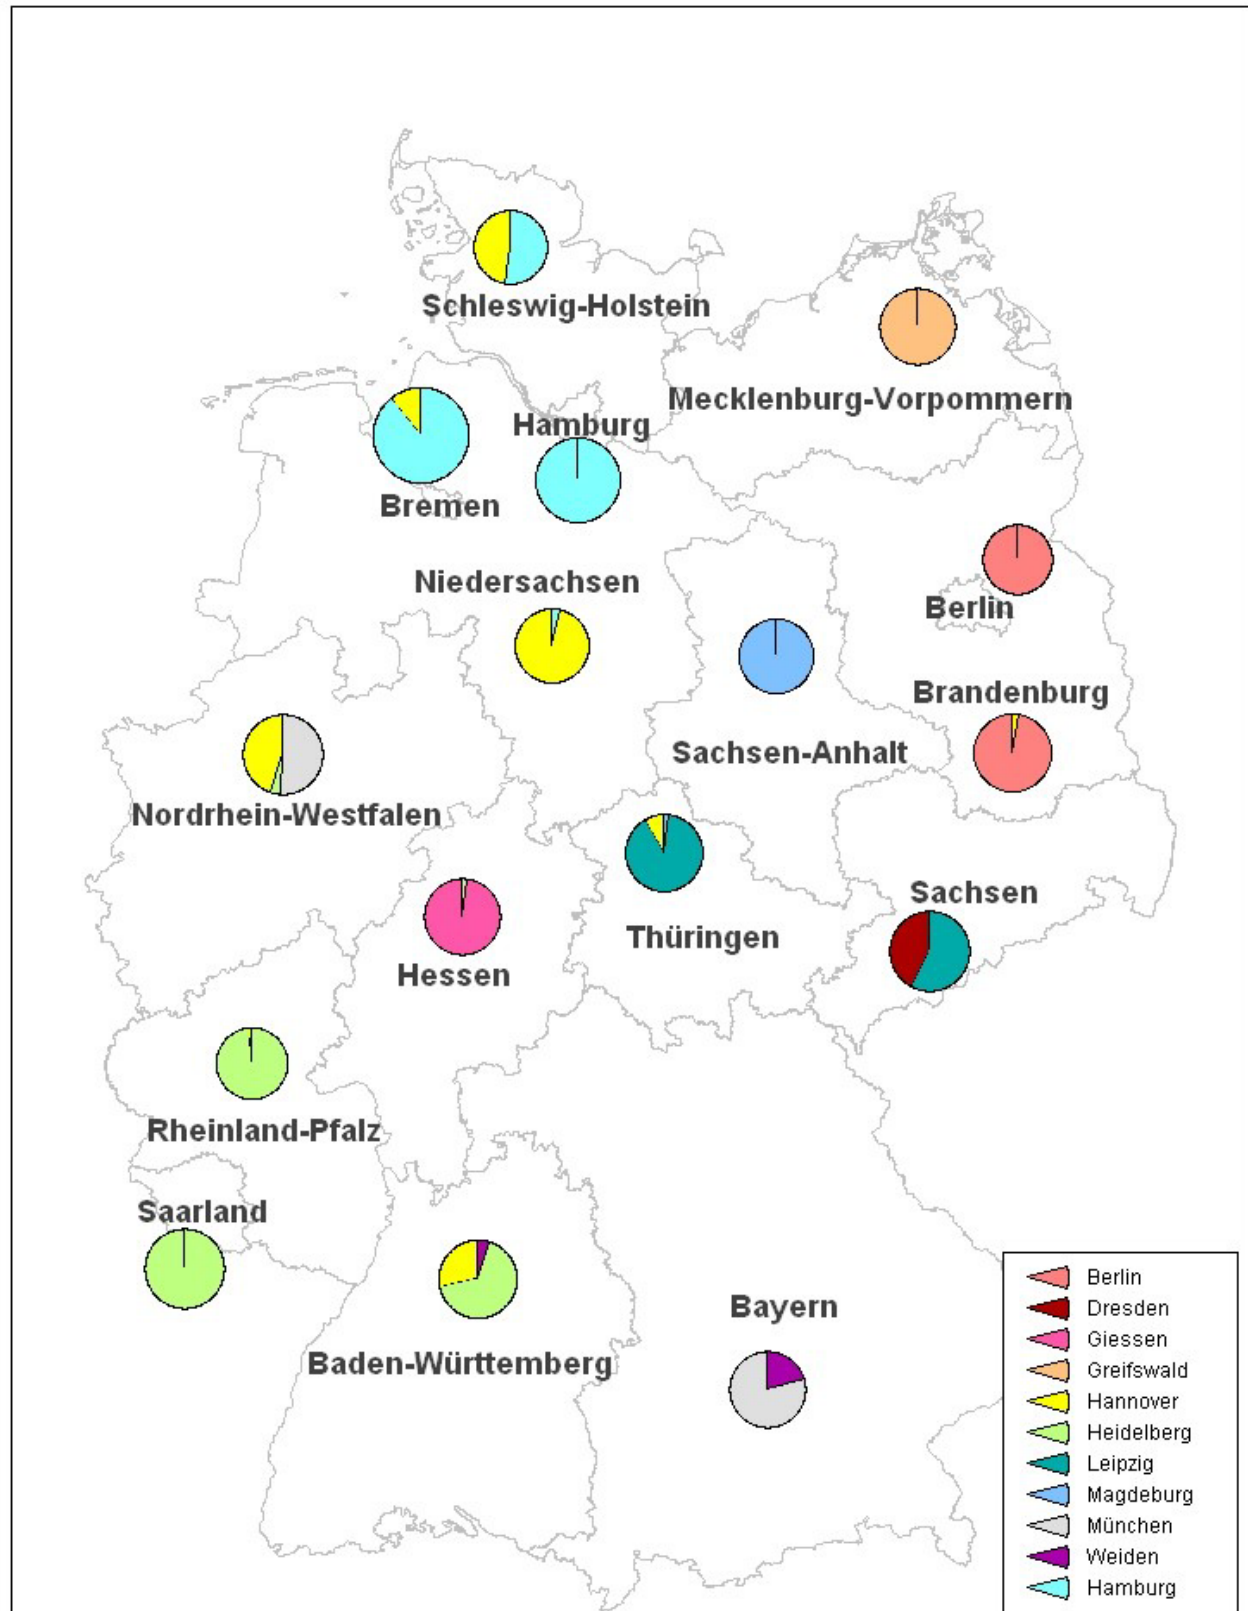 Schleswig-Holstein
Mecklenburg-Vorpommern
Hamburg
Bremen
Niedersachsen
Berlin
Brandenburg
Sachsen-Anhalt
Nordrhein-Westfalen
Sachsen
Thüringen
Hessen
Rheinland-Pfalz
Saarland
Bayern
Baden-Württemberg
Berlin
Dresden
Giessen
Greifswald
Hannover
Heidelberg
Leipzig
Magdeburg
München
Weiden
Hamburg